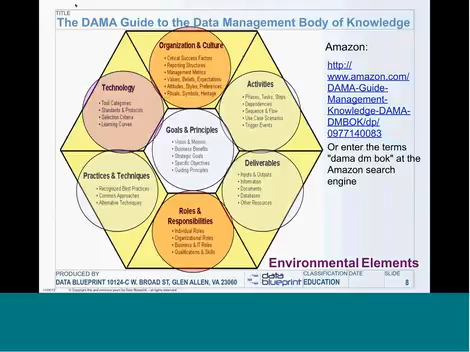 TITLE
The DAMA Guide to the Data Management Body of Knowledge
Organization & Culture
• Critical Success Factors
• Reporting Structures
• Management Metrics
• Values, Beliefs, Expectations
• Attitudes, Styles, Preferences
• Rituals, Symbols, Heritage
Technology
• Tool Categories
• Standards & Protocols
• Selection Criteria
• Learning Curves
Activities
• Phases, Tasks, Steps
• Dependencies
• Sequence & Flow
• Use Case Scenarios
• Trigger Events
Goals & Principles
• Vision & Mission
• Business Benefits
• Strategic Goals
• Specific Objectives
• Guiding Principles
Practices & Techniques
• Recognized Best Practices
• Common Approaches
• Alternative Techniques
Deliverables
• Inputs & Outputs
• Information
• Documents
• Databases
• Other Resources
Roles &
Responsibilities
• Individual Roles
• Organizational Roles
• Business & IT Roles
• Qualifications & Skills
Amazon:
http://
www.amazon.com/
DAMA-Guide-
Management-
Knowledge-DAMA-
DMBOK/dp/
0977140083
Or enter the terms
"dama dm bok" at the
Amazon search
engine
Environmental Elements
PRODUCED BY
DATA BLUEPRINT 10124-C W. BROAD ST, GLEN ALLEN, VA 23060
data
blueprint
CLASSIFICATION
EDUCATION
DATE
SLIDE
8